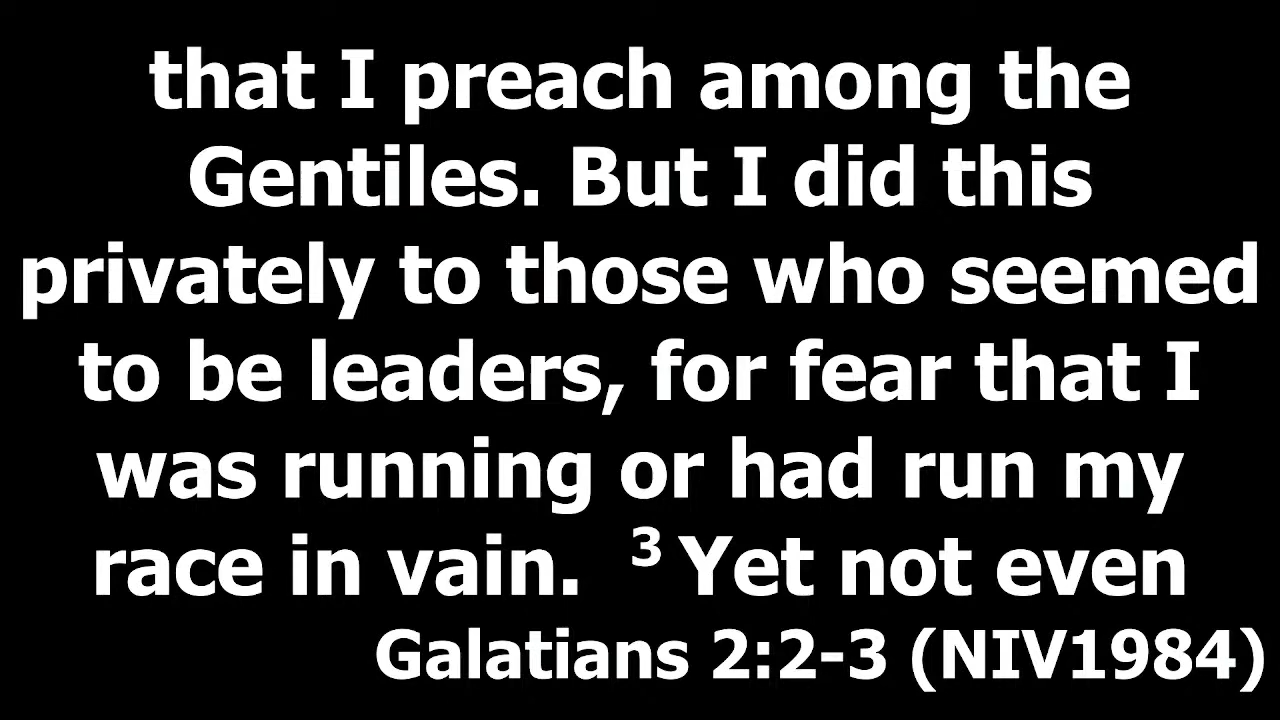 that I preach among the
Gentiles. But I did this
privately to those who seemed
to be leaders, for fear that I
was running or had run my
race in vain. ³ Yet not even
Galatians 2:2-3 (NIV1984)